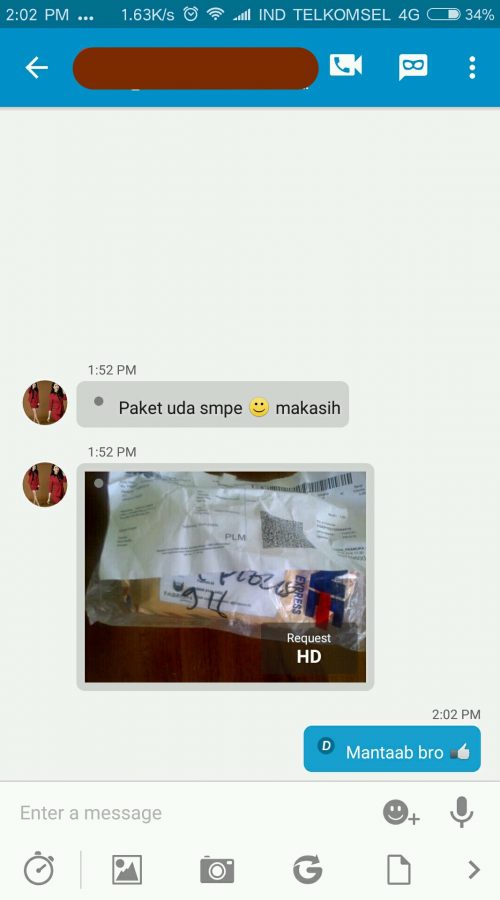 2:02 PM ... 1.63K/s IND TELKOMSEL 4G 34%
1:52 PM
Paket uda smpe 🙂 makasih
1:52 PM
PLM
EXPRESS
Request
HD
2:02 PM
D Mantaab bro 👍
Enter a message